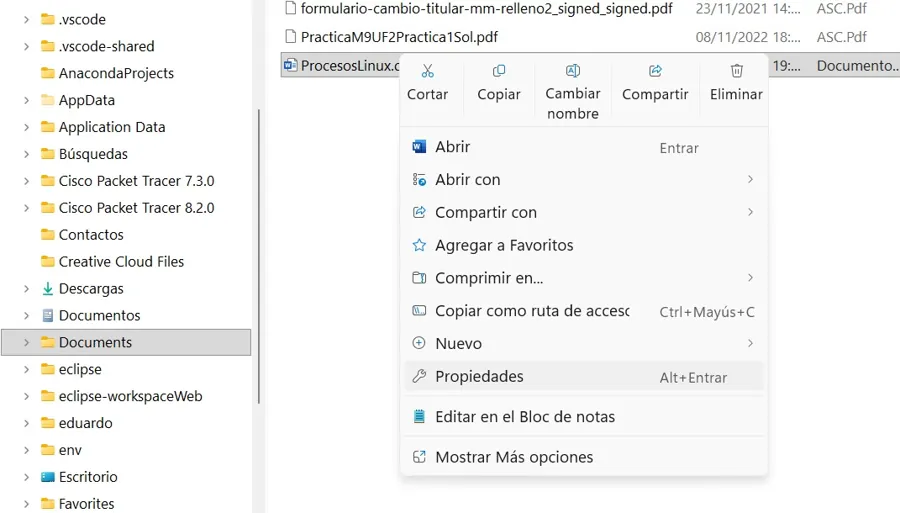 .vscode
.vscode-shared
AnacondaProjects
AppData
Application Data
Búsquedas
Cisco Packet Tracer 7.3.0
Cisco Packet Tracer 8.2.0
Contactos
Creative Cloud Files
Descargas
Documentos
Documents
eclipse
eclipse-workspaceWeb
eduardo
env
Escritorio
Favorites
formulario-cambio-titular-mm-relleno2_signed_signed.pdf 23/11/2021 14:... ASC.Pdf
PracticaM9UF2Practica1Sol.pdf 08/11/2022 18:... ASC.Pdf
ProcesosLinux. 19:... Documento...
Cortar
Copiar
Cambiar
nombre
Compartir
Eliminar
Abrir Entrar
Abrir con
Compartir con
Agregar a Favoritos
Comprimir en...
Copiar como ruta de acceso Ctrl+Mayús+C
Nuevo
Propiedades Alt+Entrar
Editar en el Bloc de notas
Mostrar Más opciones